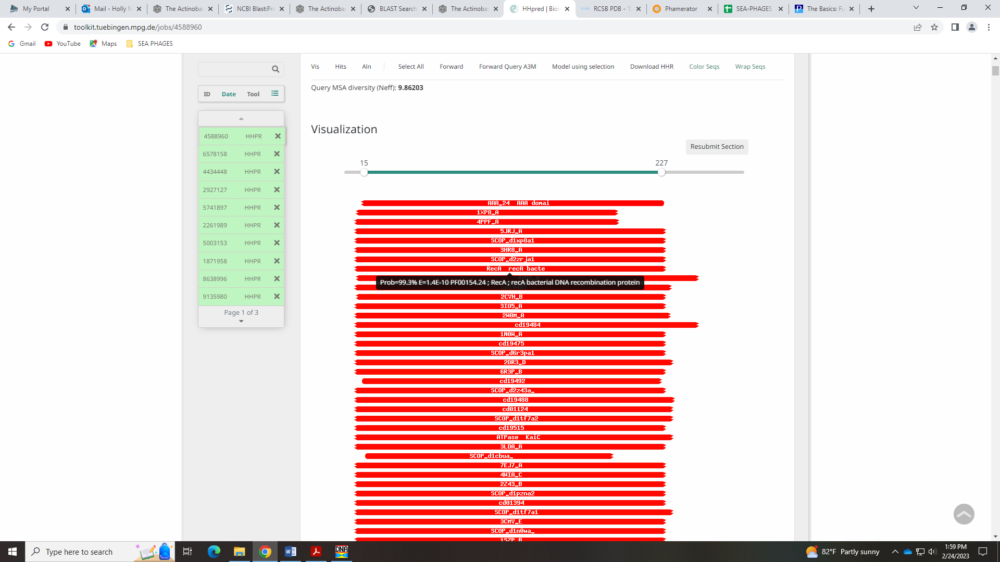 My Portal
Mail - Holly N
The Actinoba
NCBI Blast:Pro
The Actinoba
BLAST Search
The Actinoba
HHpred | Bioi
RCSB PDB - 1
Phamerator
SEA-PHAGES
The Basics: Fu
toolkit.tuebingen.mpg.de/jobs/4588960
Gmail YouTube Maps SEA PHAGES
Vis Hits Aln Select All Forward Forward Query A3M Model using selection Download HHR Color Seqs Wrap Seqs
ID Date Tool
4588960 HHPR
6578158 HHPR
4434448 HHPR
2927127 HHPR
5741897 HHPR
2261989 HHPR
5003153 HHPR
1871958 HHPR
8638996 HHPR
9135980 HHPR
Page 1 of 3
Query MSA diversity (Neff): 9.86203
Visualization
Resubmit Section
15 227
AAA_24 AAA domai
1XP8_A
4PPF_A
5JRJ_A
SCOP_d1xp8a1
3HR8_A
SCOP_d2zrja1
RecA recA bacte
Prob=99.3% E=1.4E-10 PF00154.24 ; RecA ; recA bacterial DNA recombination protein
2CVH_B
3IO5_A
2W0M_A
cd19484
1N0W_A
cd19475
SCOP_d6r3pa1
2DR3_D
6R3P_B
cd19492
SCOP_d2z43a_
cd19488
cd01124
SCOP_d1tf7a2
cd19515
ATPase KaiC
3LDA_A
SCOP_d1cbua_
7EJ7_A
4WIA_C
2Z43_B
SCOP_d1pzna2
cd01394
SCOP_d1tf7a1
3CMV_E
SCOP_d1n0wa_
1SZP_B
Type here to search
DNA
82°F Partly sunny
1:59 PM
2/24/2023